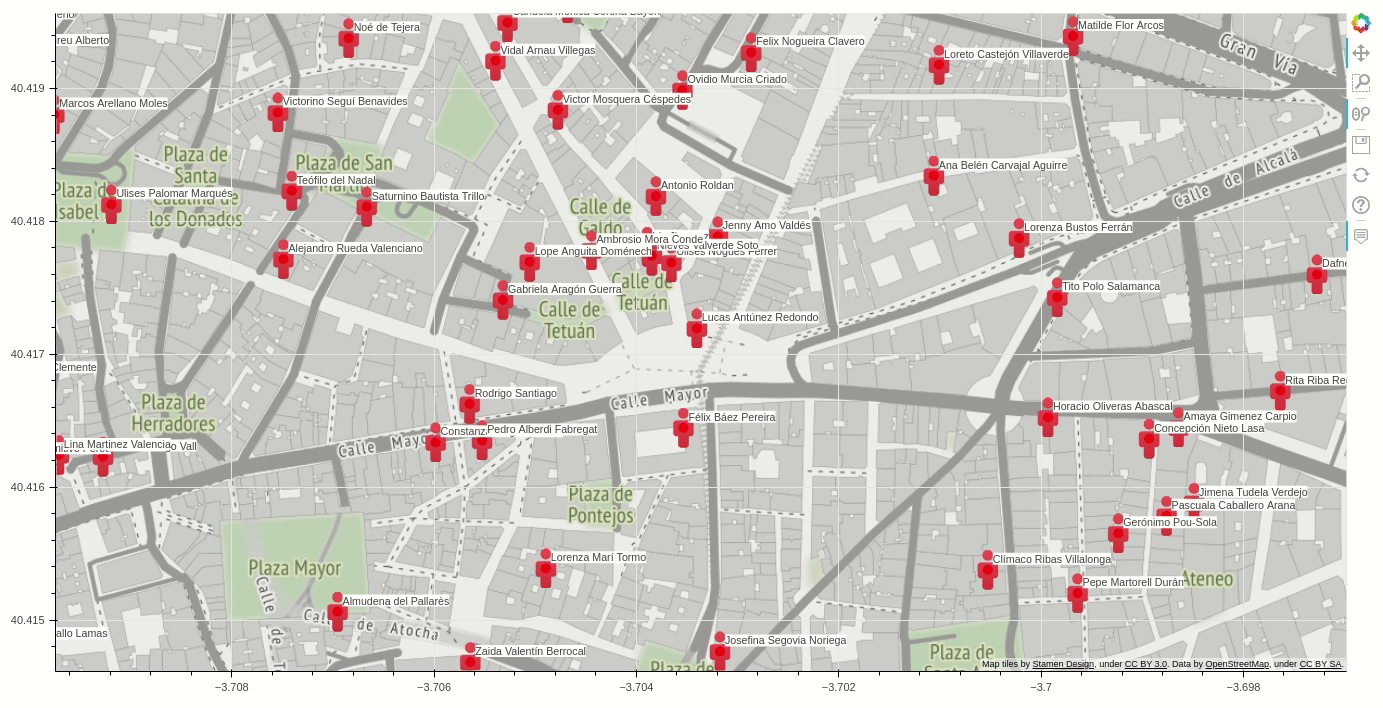 Noé de Tejera
Vidal Arnau Villegas
Felix Nogueira Clavero
Matilde Flor Arcos
Loreto Castejón Villaverde
Gran Vía
reu Alberto
Ovidio Murcia Criado
40.419
Marcos Arellano Moles
Victorino Seguí Benavides
Victor Mosquera Céspedes
Plaza de
Santa
Catalina de
los Donados
Plaza de San
Martín
Ana Belén Carvajal Aguirre
Calle de Alcalá
Teófilo del Nadal
Antonio Roldan
Ulises Palomar Marqués
Saturnino Bautista Trillo
Isabel
40.418
Calle de
Galdo
Jenny Amo Valdés
Lorenza Bustos Ferrán
Ambrosio Mora Conde
Nieves Valverde Soto
Alejandro Rueda Valenciano
Lope Anguita Doménech
Ulises Nogués Ferrer
Dafne
Gabriela Aragón Guerra
Calle de
Tetuán
Tito Polo Salamanca
Calle de
Tetuán
Lucas Antúnez Redondo
40.417
Clemente
Rita Riba Re
Rodrigo Santiago
Calle Mayor
Plaza de
Herradores
Horacio Oliveras Abascal
Félix Báez Pereira
Amaya Gimenez Carpio
Concepción Nieto Lasa
Constanz
Pedro Alberdi Fabregat
Calle Mayo
Lina Martinez Valencia
o Vall
40.416
Plaza de
Pontejos
Jimena Tudela Verdejo
Pascuala Caballero Arana
Gerónimo Pou-Sola
Plaza Mayor
Lorenza Marí Tormo
Clímaco Ribas Villalonga
Pepe Martorell Durán
Ateneo
Almudena del Pallarès
40.415
Calle de Atocha
Calle de T
allo Lamas
Josefina Segovia Noriega
Zaida Valentín Berrocal
Plaza de
Plaza de
Map tiles by Stamen Design, under CC BY 3.0. Data by OpenStreetMap, under CC BY SA.
−3.708
−3.706
−3.704
−3.702
−3.7
−3.698